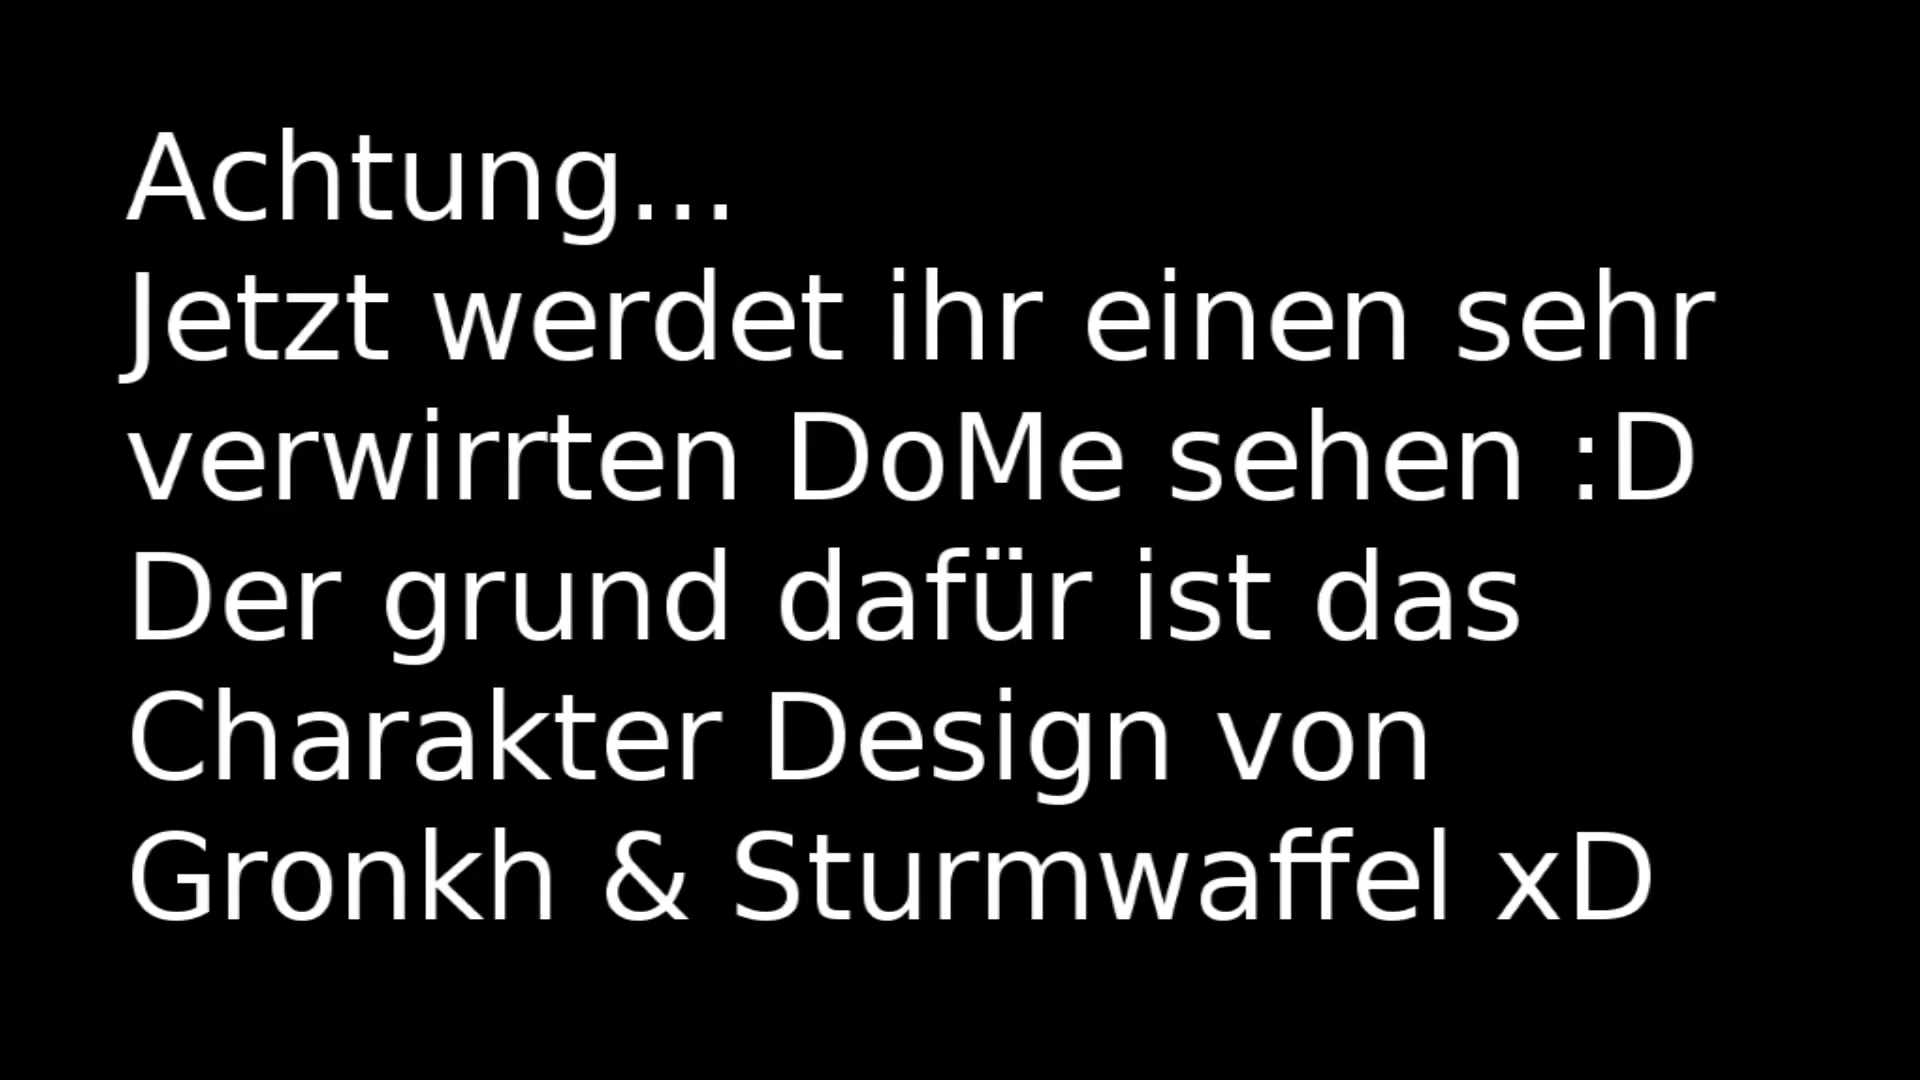 Achtung...
Jetzt werdet ihr einen sehr
verwirrten DoMe sehen :D
Der grund dafür ist das
Charakter Design von
Gronkh & Sturmwaffel xD